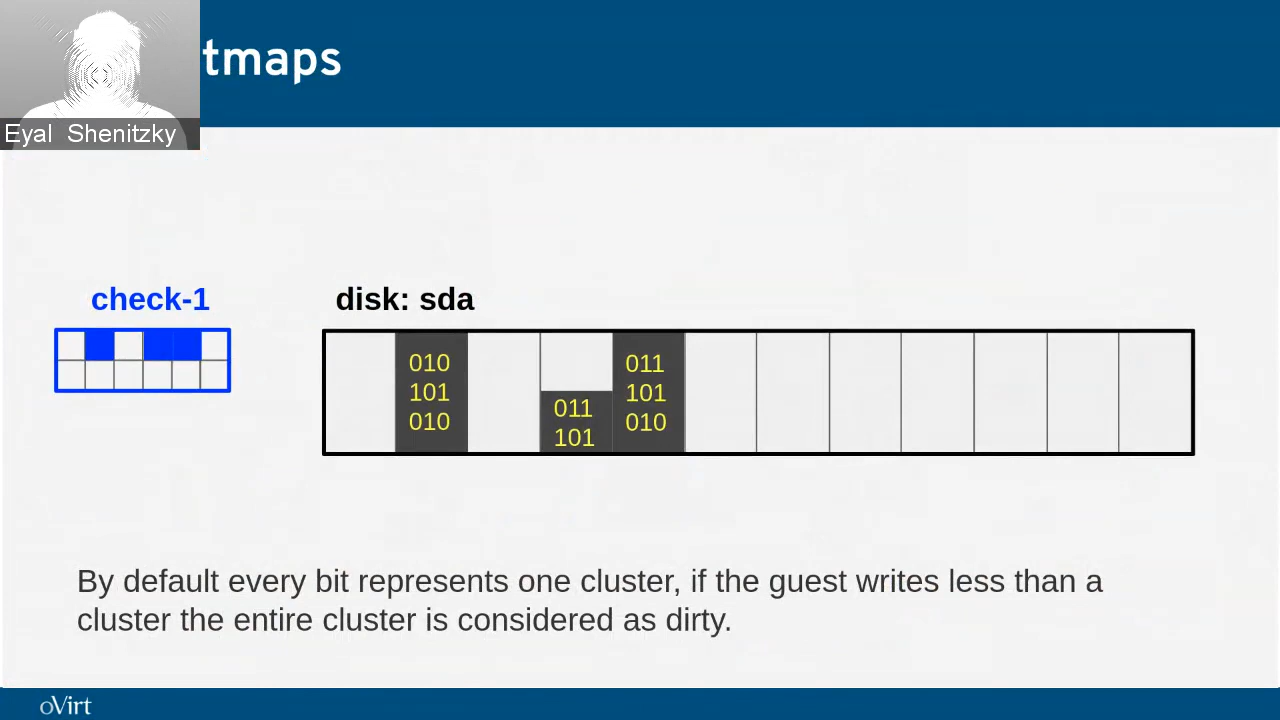 tmaps
Eyal Shenitzky
check-1
disk: sda
010
101
010
011
101
011
101
010
By default every bit represents one cluster, if the guest writes less than a
cluster the entire cluster is considered as dirty.
oVirt